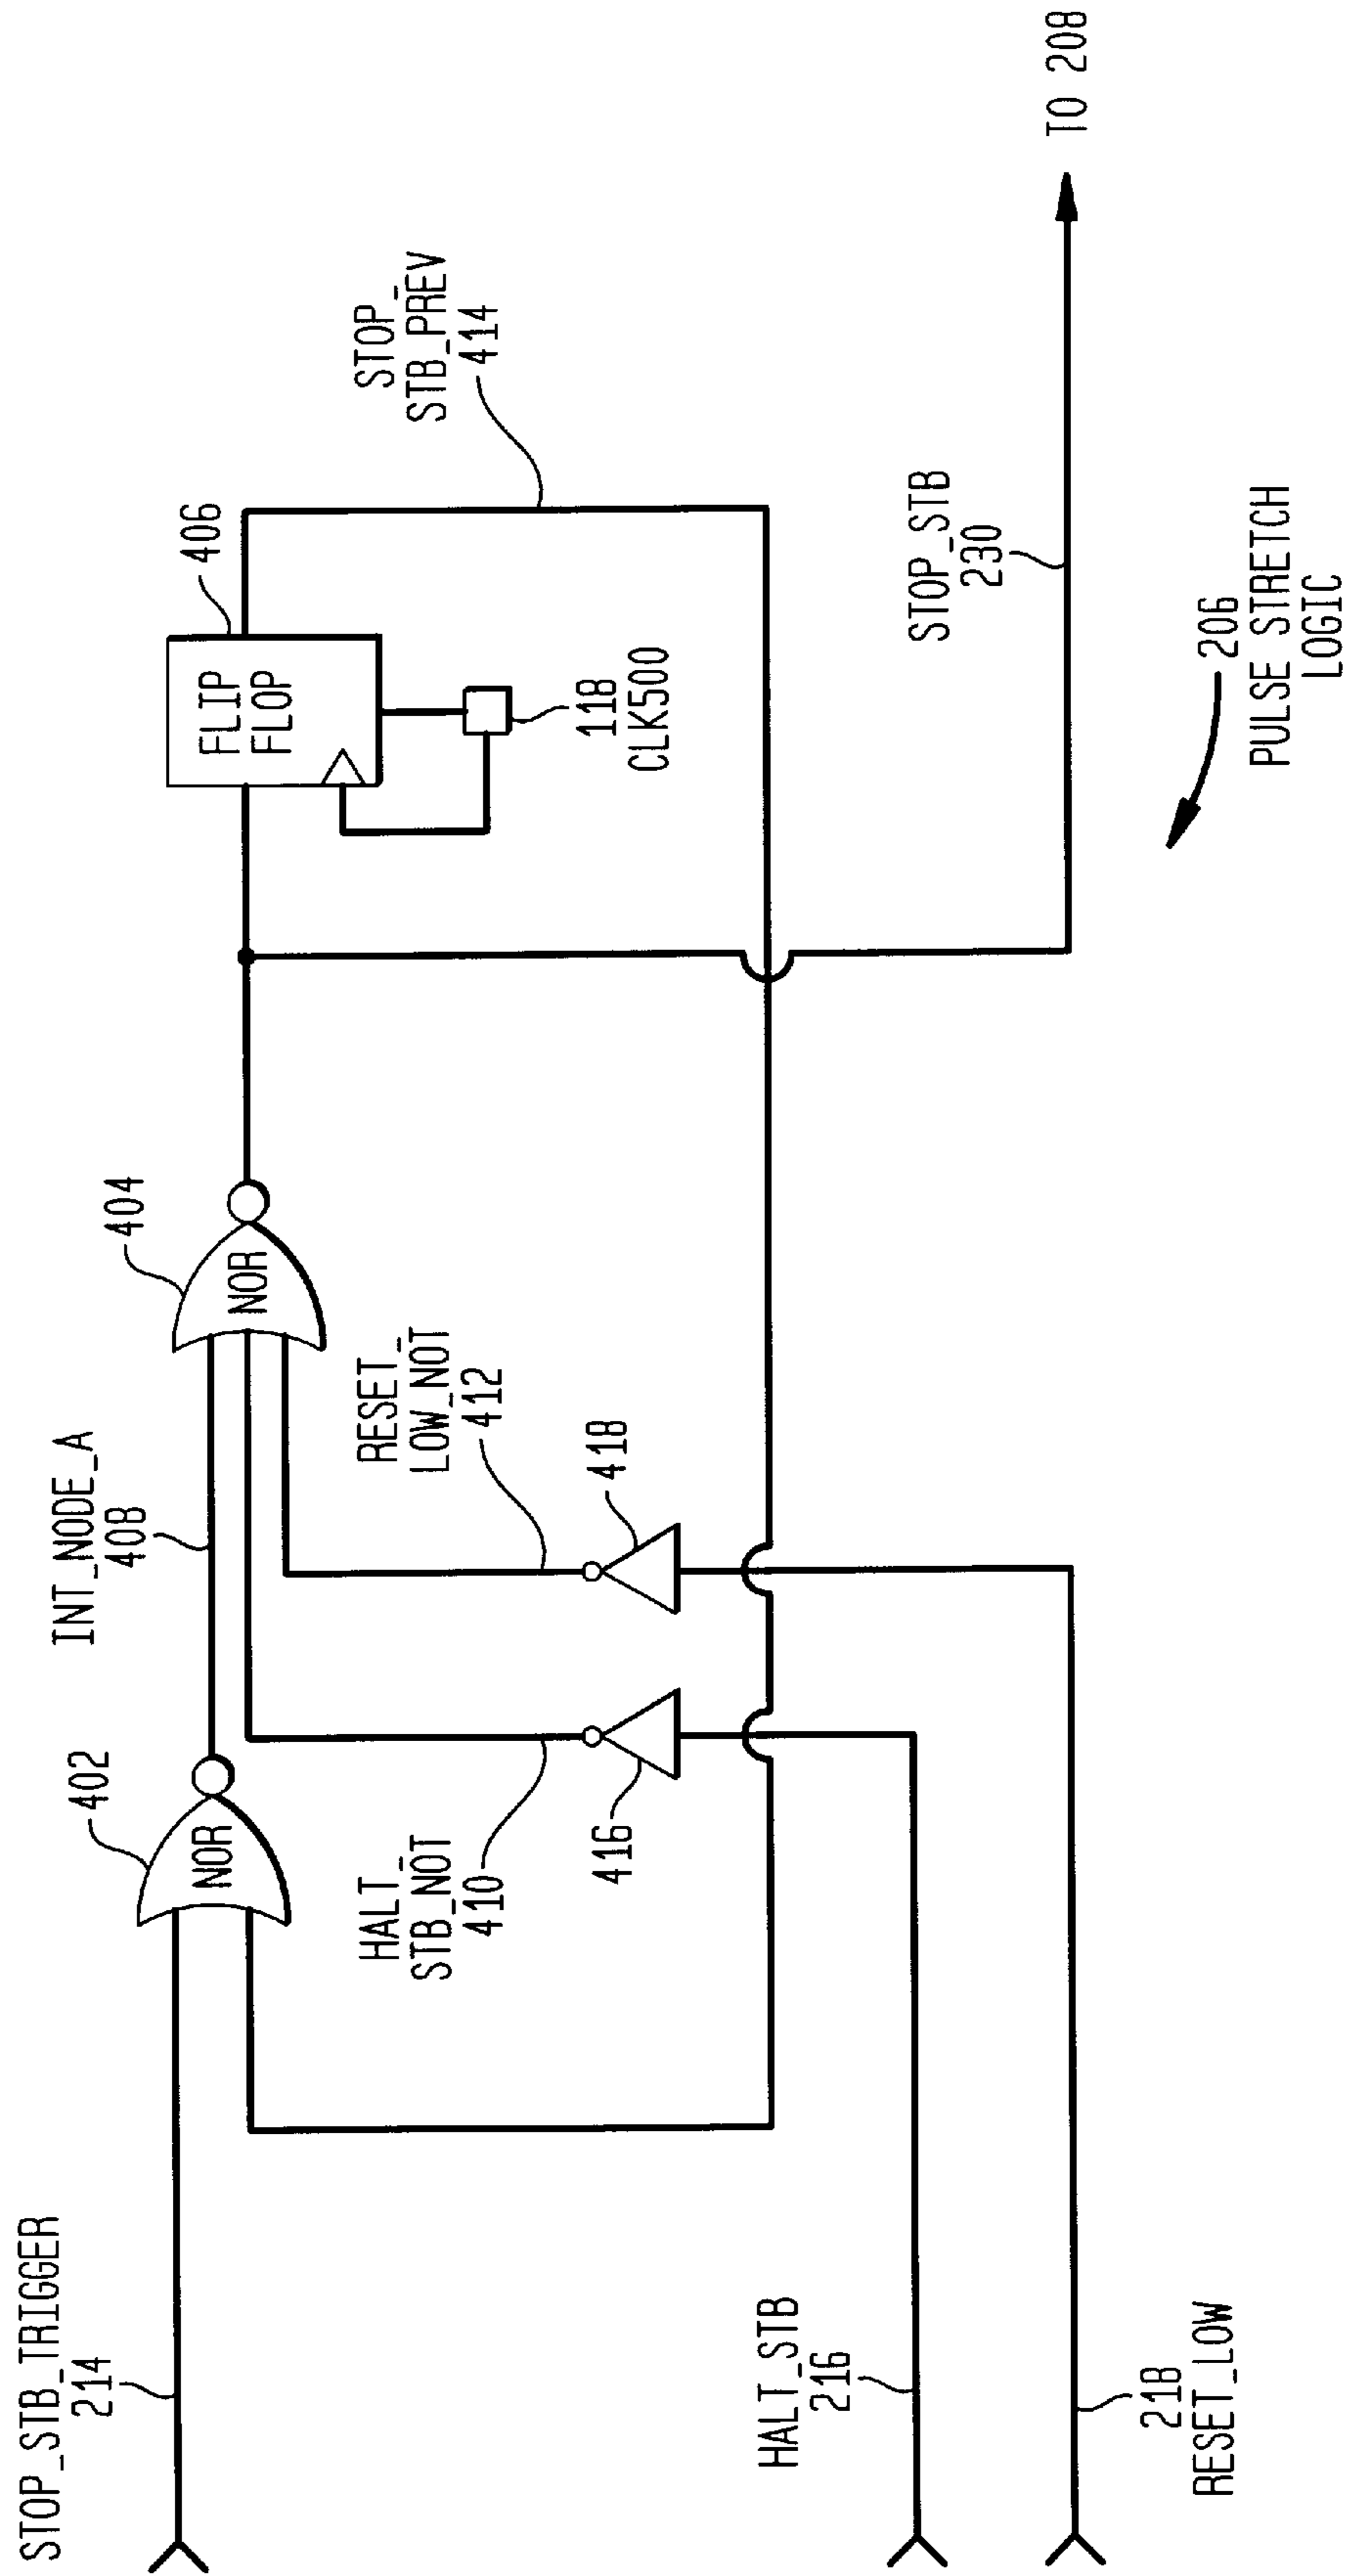 STOP_STB_TRIGGER
214
402
NOR
INT_NODE_A
408
404
NOR
406
FLIP
FLOP
118
CLK500
STOP_
STB_PREV
414
HALT_
STB_NOT
410
416
RESET_
LOW_NOT
412
418
HALT_STB
216
218
RESET_LOW
STOP_STB
230
TO 208
206
PULSE STRETCH
LOGIC